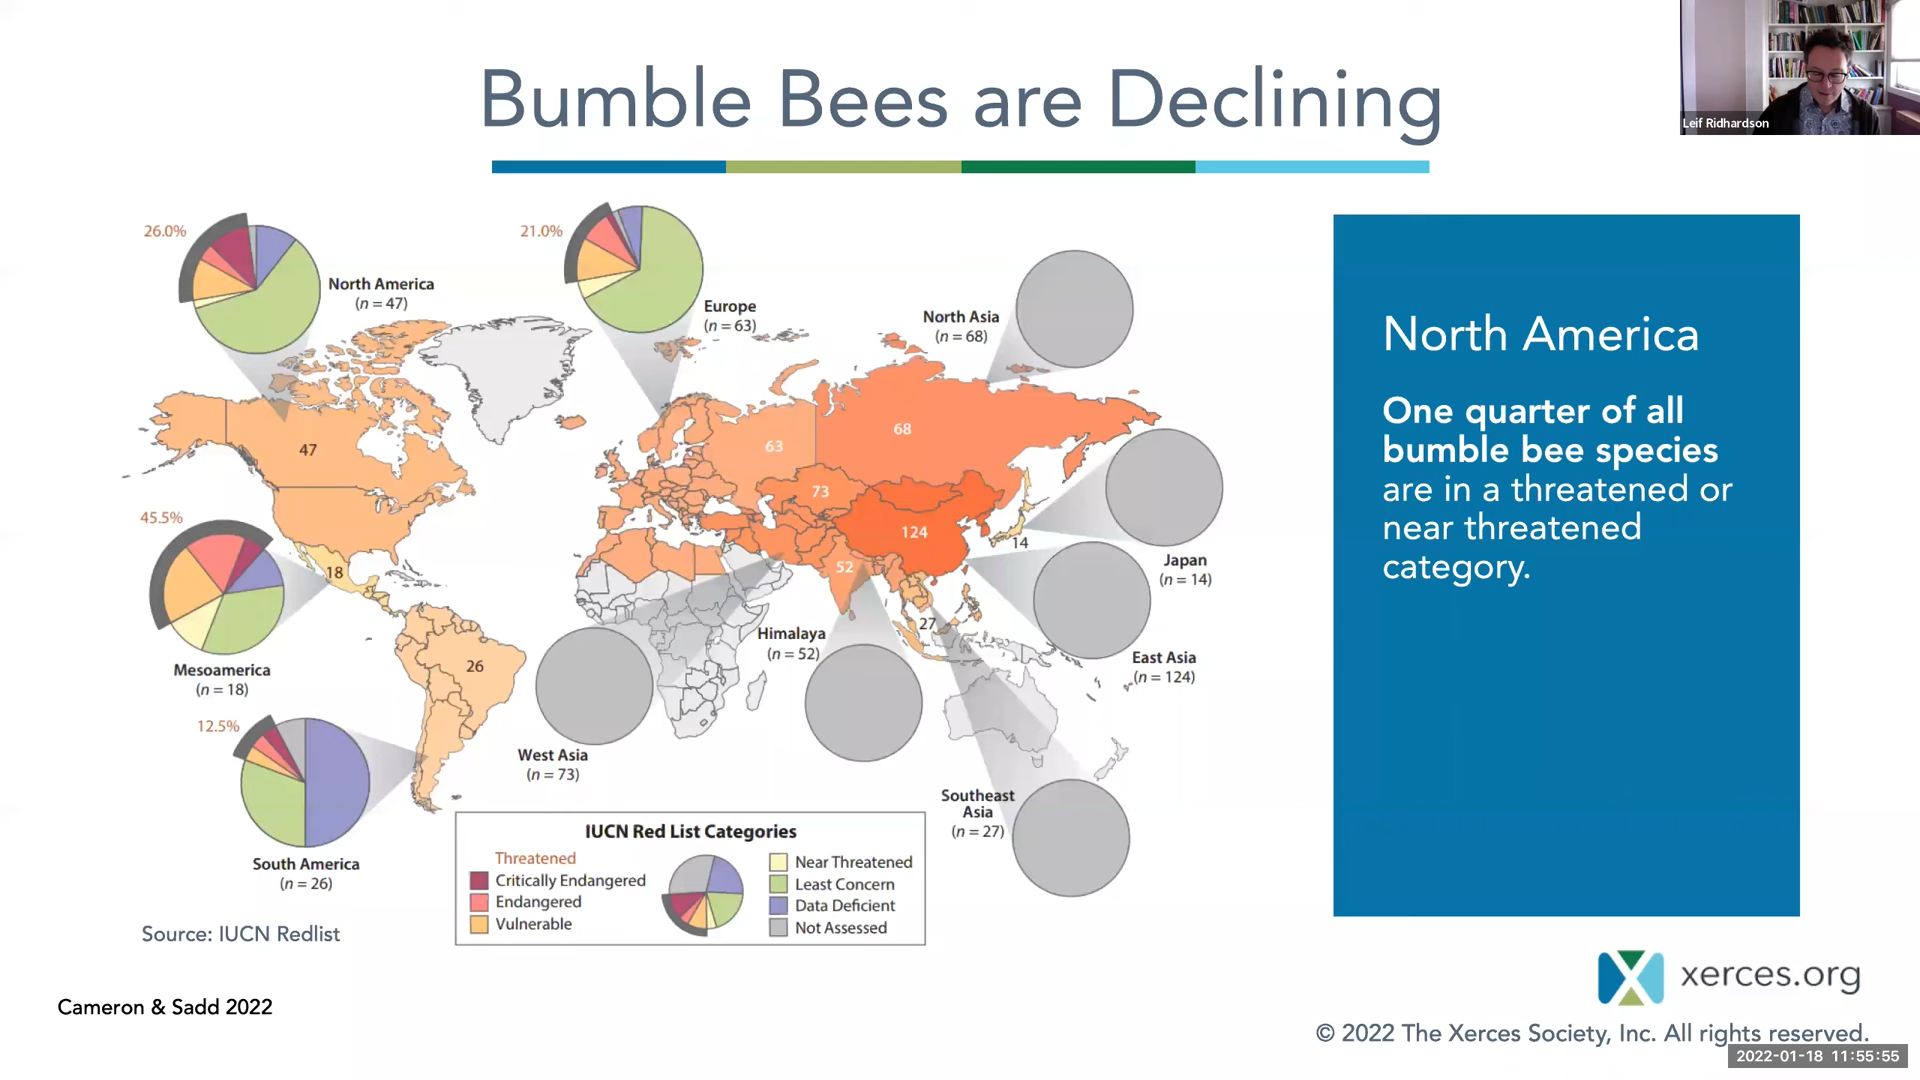 Bumble Bees are Declining
Leif Ridhardson
26.0%
North America
(n = 47)
21.0%
Europe
(n = 63)
North Asia
(n = 68)
47
63
68
73
124
52
14
18
26
27
45.5%
Mesoamerica
(n = 18)
12.5%
South America
(n = 26)
West Asia
(n = 73)
Himalaya
(n = 52)
Japan
(n = 14)
East Asia
(n = 124)
Southeast
Asia
(n = 27)
IUCN Red List Categories
Threatened
Critically Endangered
Endangered
Vulnerable
Near Threatened
Least Concern
Data Deficient
Not Assessed
Source: IUCN Redlist
Cameron & Sadd 2022
North America
One quarter of all
bumble bee species
are in a threatened or
near threatened
category.
xerces.org
© 2022 The Xerces Society, Inc. All rights reserved.
2022-01-18 11:55:55